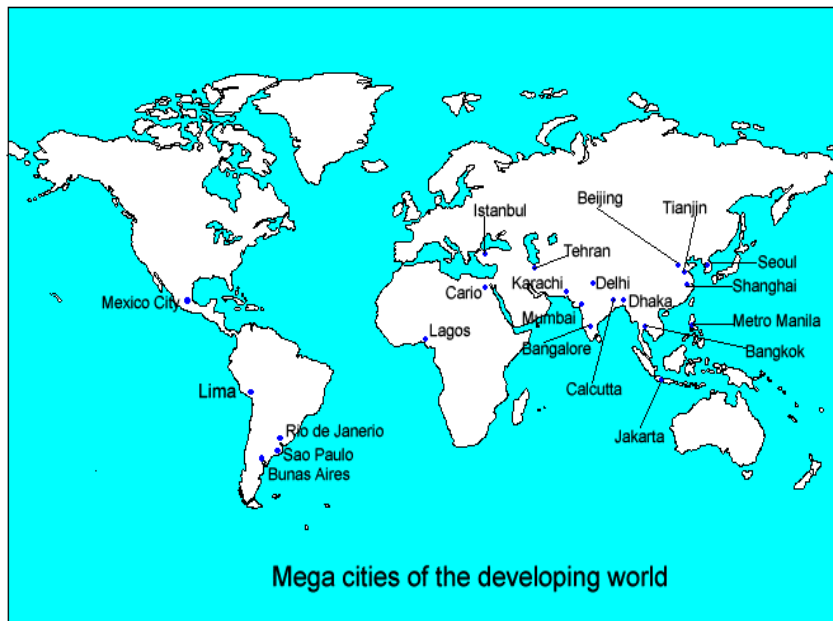 Beijing
Tianjin
Istanbul
Tehran
Seoul
Karachi
Delhi
Shanghai
Cario
Mexico City
Dhaka
Mumbai
Metro Manila
Lagos
Bangalore
Bangkok
Calcutta
Lima
Jakarta
Rio de Janerio
Sao Paulo
Bunas Aires
Mega cities of the developing world